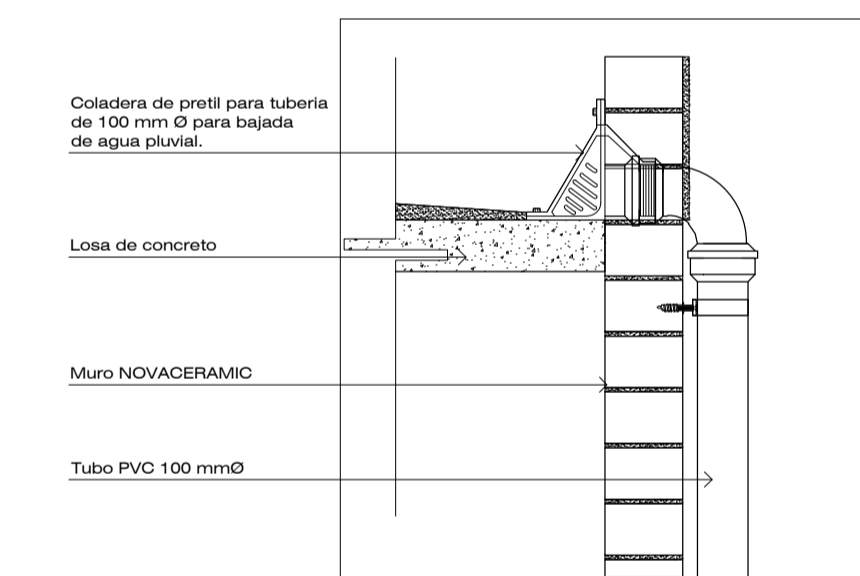 Coladera de pretil para tuberia
de 100 mm Ø para bajada
de agua pluvial.
Losa de concreto
Muro NOVACERAMIC
Tubo PVC 100 mmØ